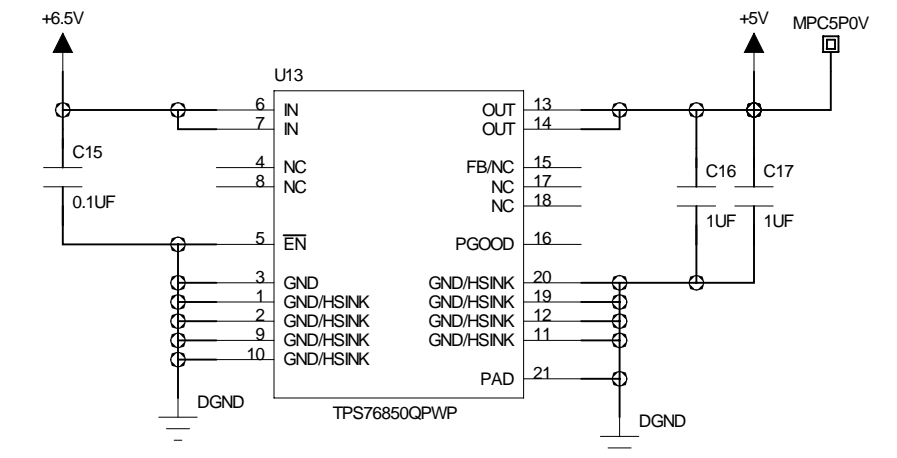 +6.5V
+5V MPC5P0V
U13
6 IN OUT 13
7 IN OUT 14
C15
4 NC FB/NC 15
C16 C17
8 NC NC 17
0.1UF
NC 18
1UF 1UF
5 EN PGOOD 16
3 GND GND/HSINK 20
1 GND/HSINK GND/HSINK 19
2 GND/HSINK GND/HSINK 12
9 GND/HSINK GND/HSINK 11
10 GND/HSINK
PAD 21
DGND
TPS76850QPWP
DGND